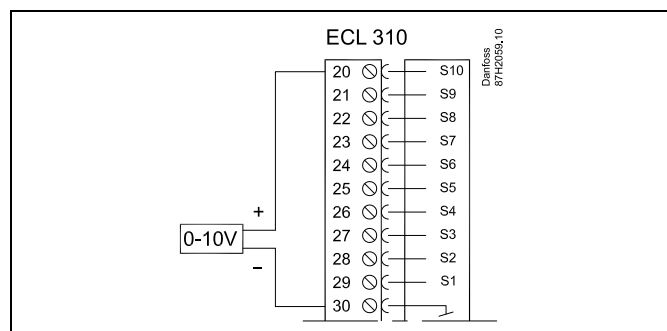 ECL 310
Danfoss
87H2059.10
20 S10
21 S9
22 S8
23 S7
24 S6
25 S5
26 S4
27 S3
28 S2
29 S1
30
+
0-10V
−